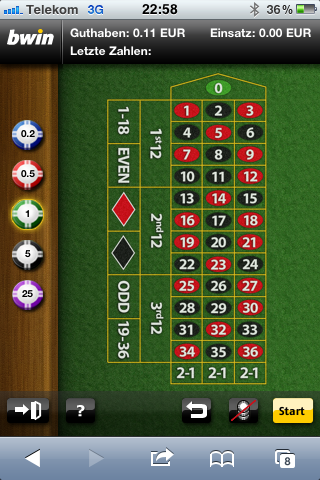 Telekom 3G 22:58 36%
bwin Guthaben: 0.11 EUR Einsatz: 0.00 EUR
Letzte Zahlen:
0
1-18 EVEN ODD 19-36
1st12 2nd12 3rd12
1 2 3
4 5 6
7 8 9
10 11 12
13 14 15
16 17 18
19 20 21
22 23 24
25 26 27
28 29 30
31 32 33
34 35 36
2-1 2-1 2-1
0.2
0.5
1
5
25
? Start
8